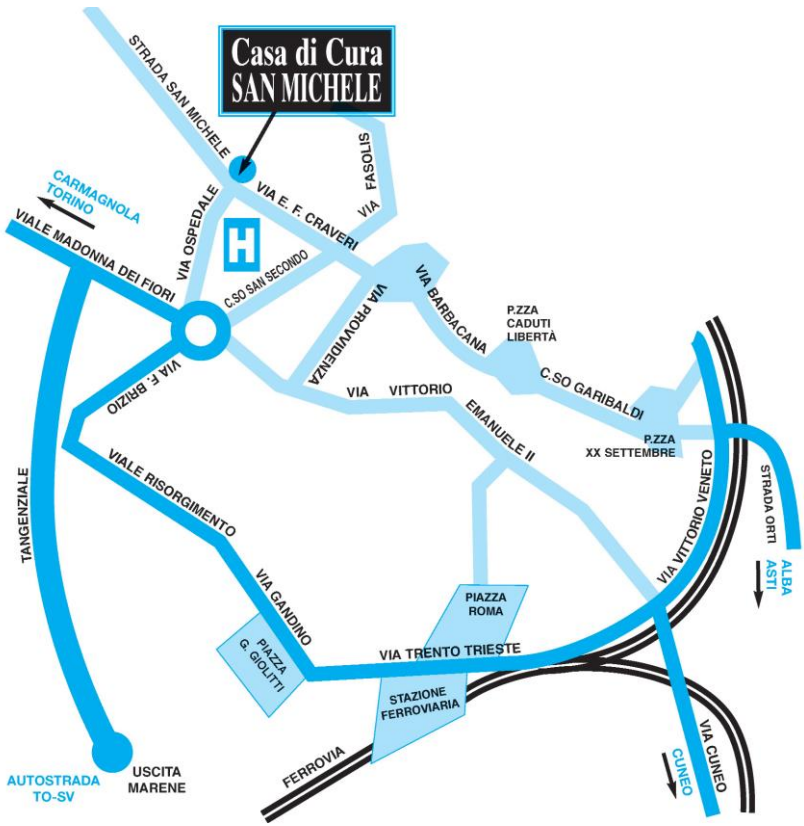 Casa di Cura
SAN MICHELE
STRADA SAN MICHELE
VIA FASOLIS
VIA E. F. CRAVERI
CARMAGNOLA
TORINO
VIALE MADONNA DEI FIORI
VIA OSPEDALE
H
C.SO SAN SECONDO
VIA PROVVIDENZA
VIA BARBACANA
P.ZZA
CADUTI
LIBERTÀ
C.SO GARIBALDI
VIA F. BRIZIO
VIA VITTORIO EMANUELE II
P.ZZA
XX SETTEMBRE
TANGENZIALE
VIALE RISORGIMENTO
VIA VITTORIO VENETO
STRADA ORTI
ALBA
ASTI
VIA GANDINO
PIAZZA
G. GIOLITTI
PIAZZA
ROMA
VIA TRENTO TRIESTE
STAZIONE
FERROVIARIA
FERROVIA
VIA CUNEO
CUNEO
AUTOSTRADA
TO-SV
USCITA
MARENE